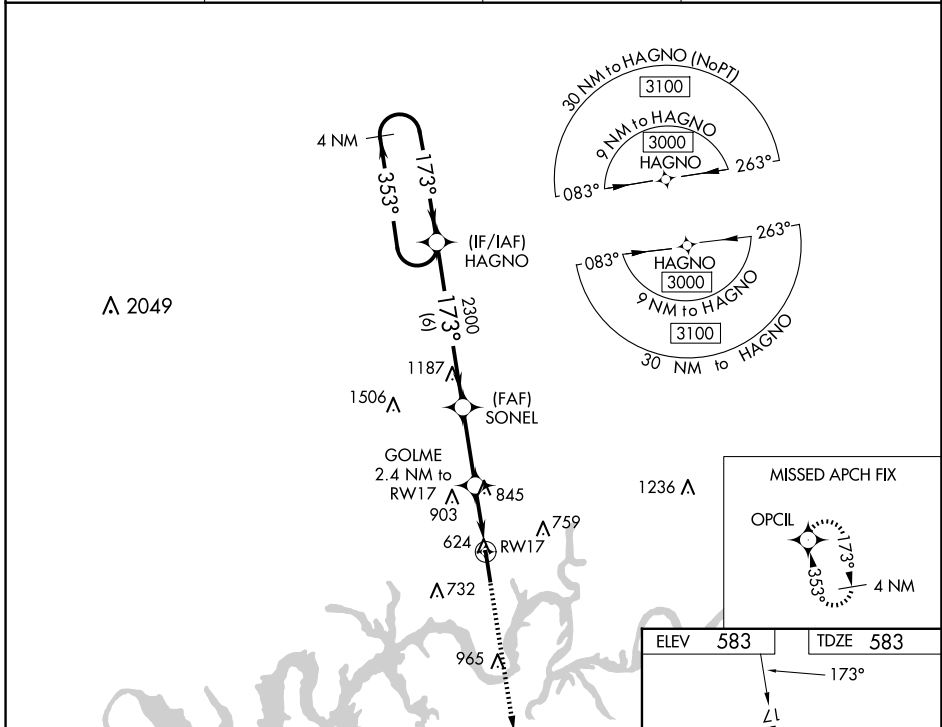 30 NM to HAGNO (NoPT)
3100
9 NM to HAGNO
3000
HAGNO
083°
263°
4 NM
173°
353°
(IF/IAF)
HAGNO
083°
263°
HAGNO
3000
9 NM to HAGNO
3100
30 NM to HAGNO
2049
2300
173°
(6)
1187
1506
(FAF)
SONEL
GOLME
2.4 NM to
RW17
903
845
1236
759
624
RW17
732
965
MISSED APCH FIX
OPCIL
173°
353°
4 NM
ELEV 583
TDZE 583
173°
17